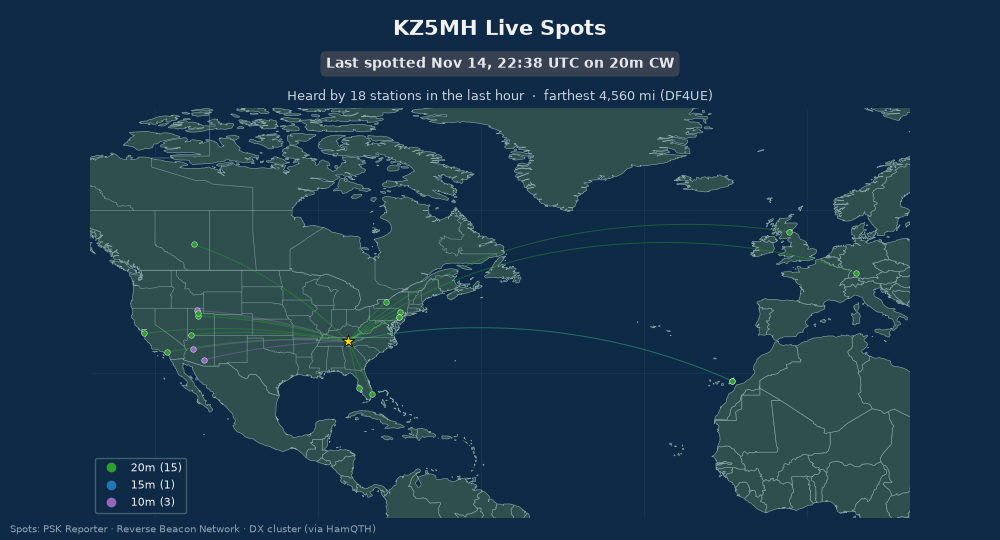 KZ5MH Live Spots
Last spotted Nov 14, 22:38 UTC on 20m CW
Heard by 18 stations in the last hour · farthest 4,560 mi (DF4UE)
20m (15)
15m (1)
10m (3)
Spots: PSK Reporter · Reverse Beacon Network · DX cluster (via HamQTH)